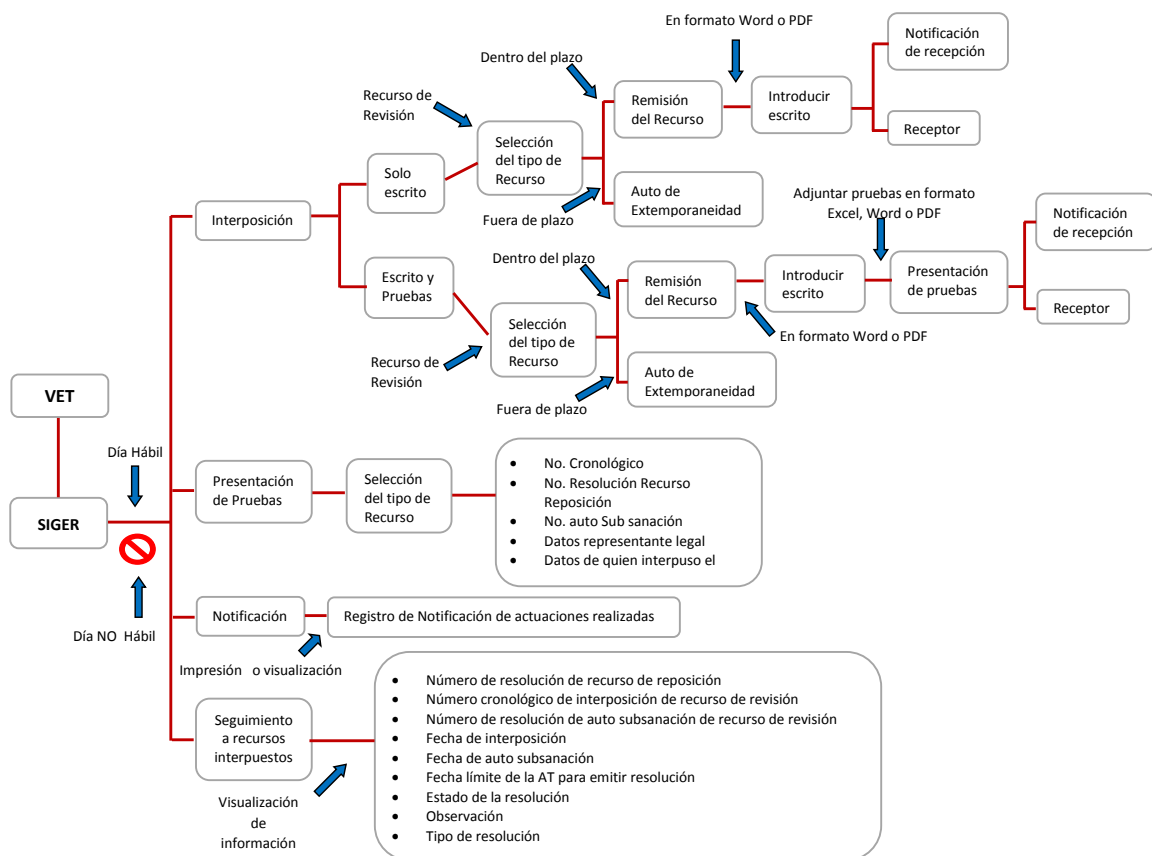 En formato Word o PDF
Notificación
de recepción
Dentro del plazo
Remisión
del Recurso
Introducir
escrito
Receptor
Recurso de
Revisión
Selección
del tipo de
Recurso
Solo
escrito
Auto de
Extemporaneidad
Fuera de plazo
Adjuntar pruebas en formato
Excel, Word o PDF
Notificación
de recepción
Interposición
Dentro del plazo
Remisión
del Recurso
Introducir
escrito
Presentación
de pruebas
Receptor
Escrito y
Pruebas
Selección
del tipo de
Recurso
En formato Word o PDF
Recurso de
Revisión
Auto de
Extemporaneidad
Fuera de plazo
VET
Día Hábil
SIGER
Día NO Hábil
Presentación
de Pruebas
Selección
del tipo de
Recurso
• No. Cronológico
• No. Resolución Recurso
Reposición
• No. auto Sub sanación
• Datos representante legal
• Datos de quien interpuso el
Notificación
Registro de Notificación de actuaciones realizadas
Impresión o visualización
Seguimiento
a recursos
interpuestos
Visualización
de
información
• Número de resolución de recurso de reposición
• Número cronológico de interposición de recurso de revisión
• Número de resolución de auto subsanación de recurso de revisión
• Fecha de interposición
• Fecha de auto subsanación
• Fecha límite de la AT para emitir resolución
• Estado de la resolución
• Observación
• Tipo de resolución